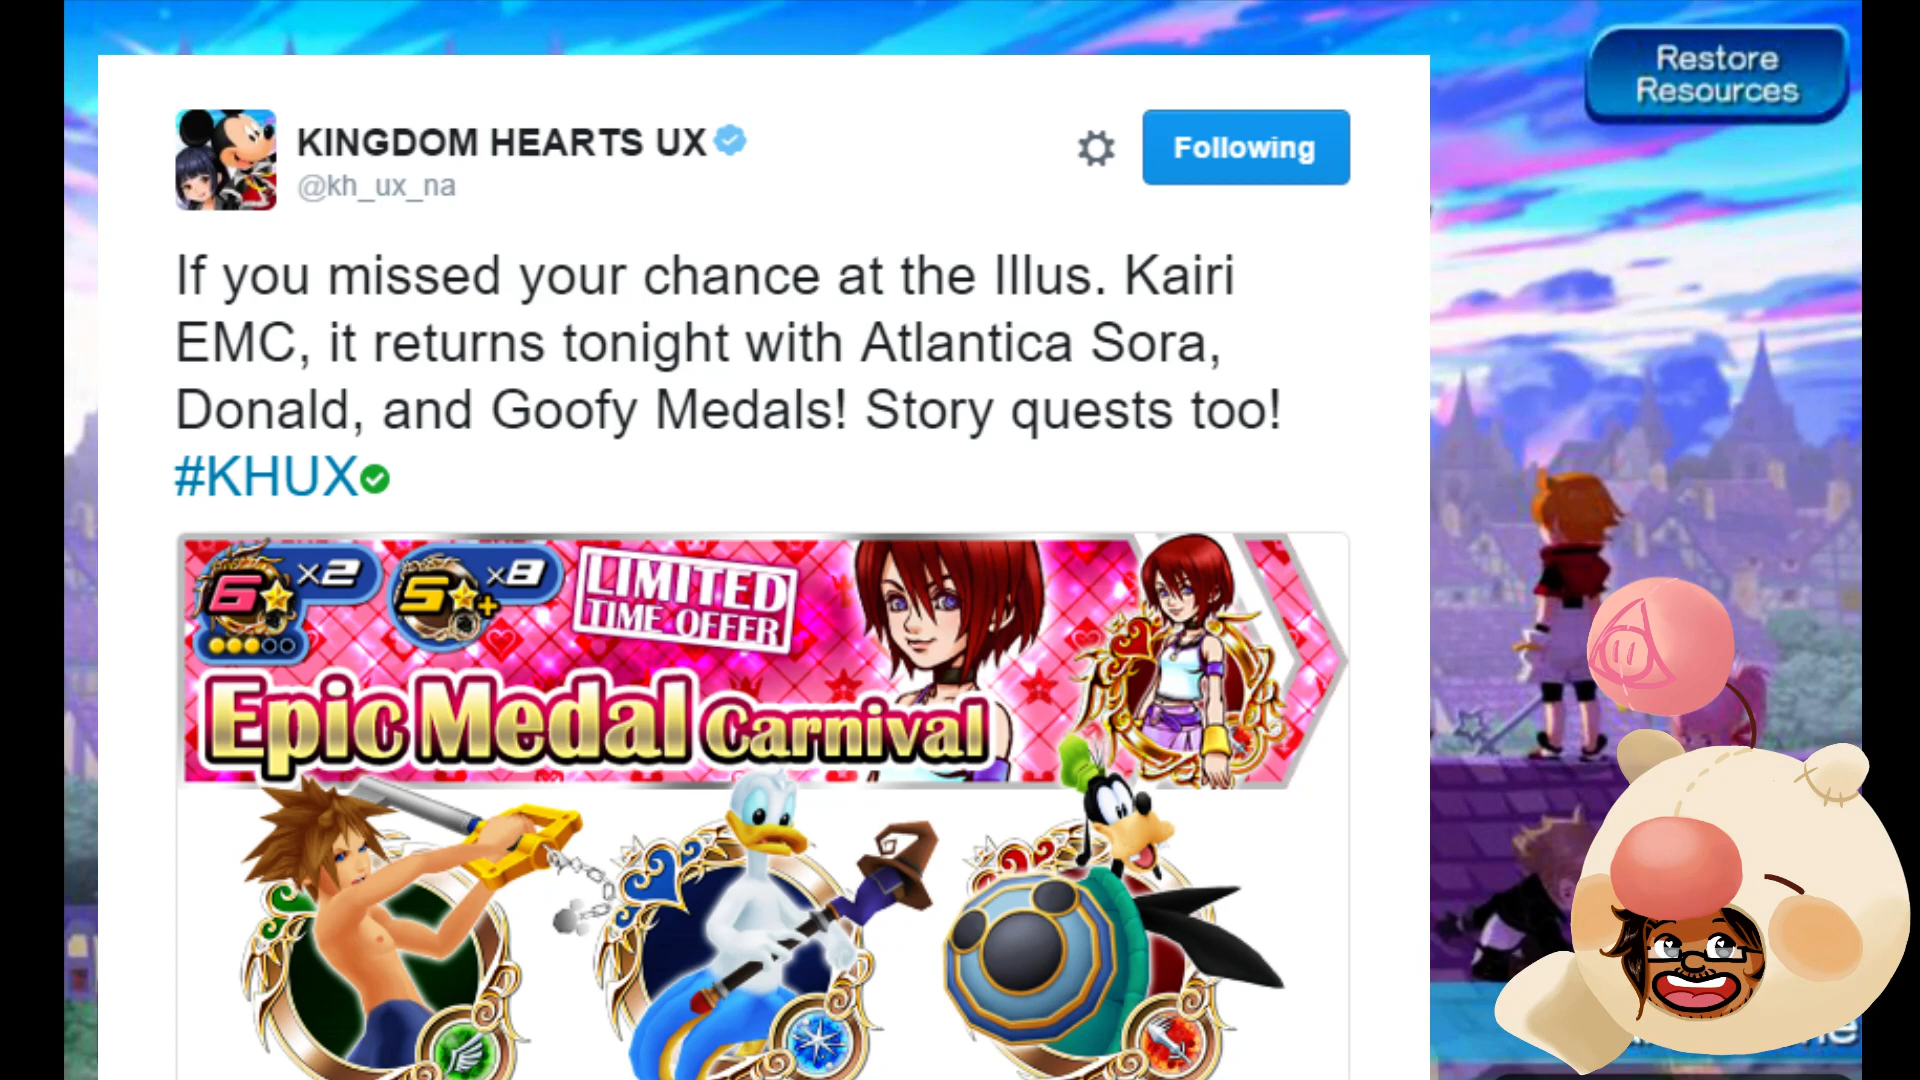 Restore
Resources
KINGDOM HEARTS UX
@kh_ux_na
Following
If you missed your chance at the Illus. Kairi
EMC, it returns tonight with Atlantica Sora,
Donald, and Goofy Medals! Story quests too!
#KHUX
6 x2
5 + x8
LIMITED
TIME OFFER
Epic Medal Carnival